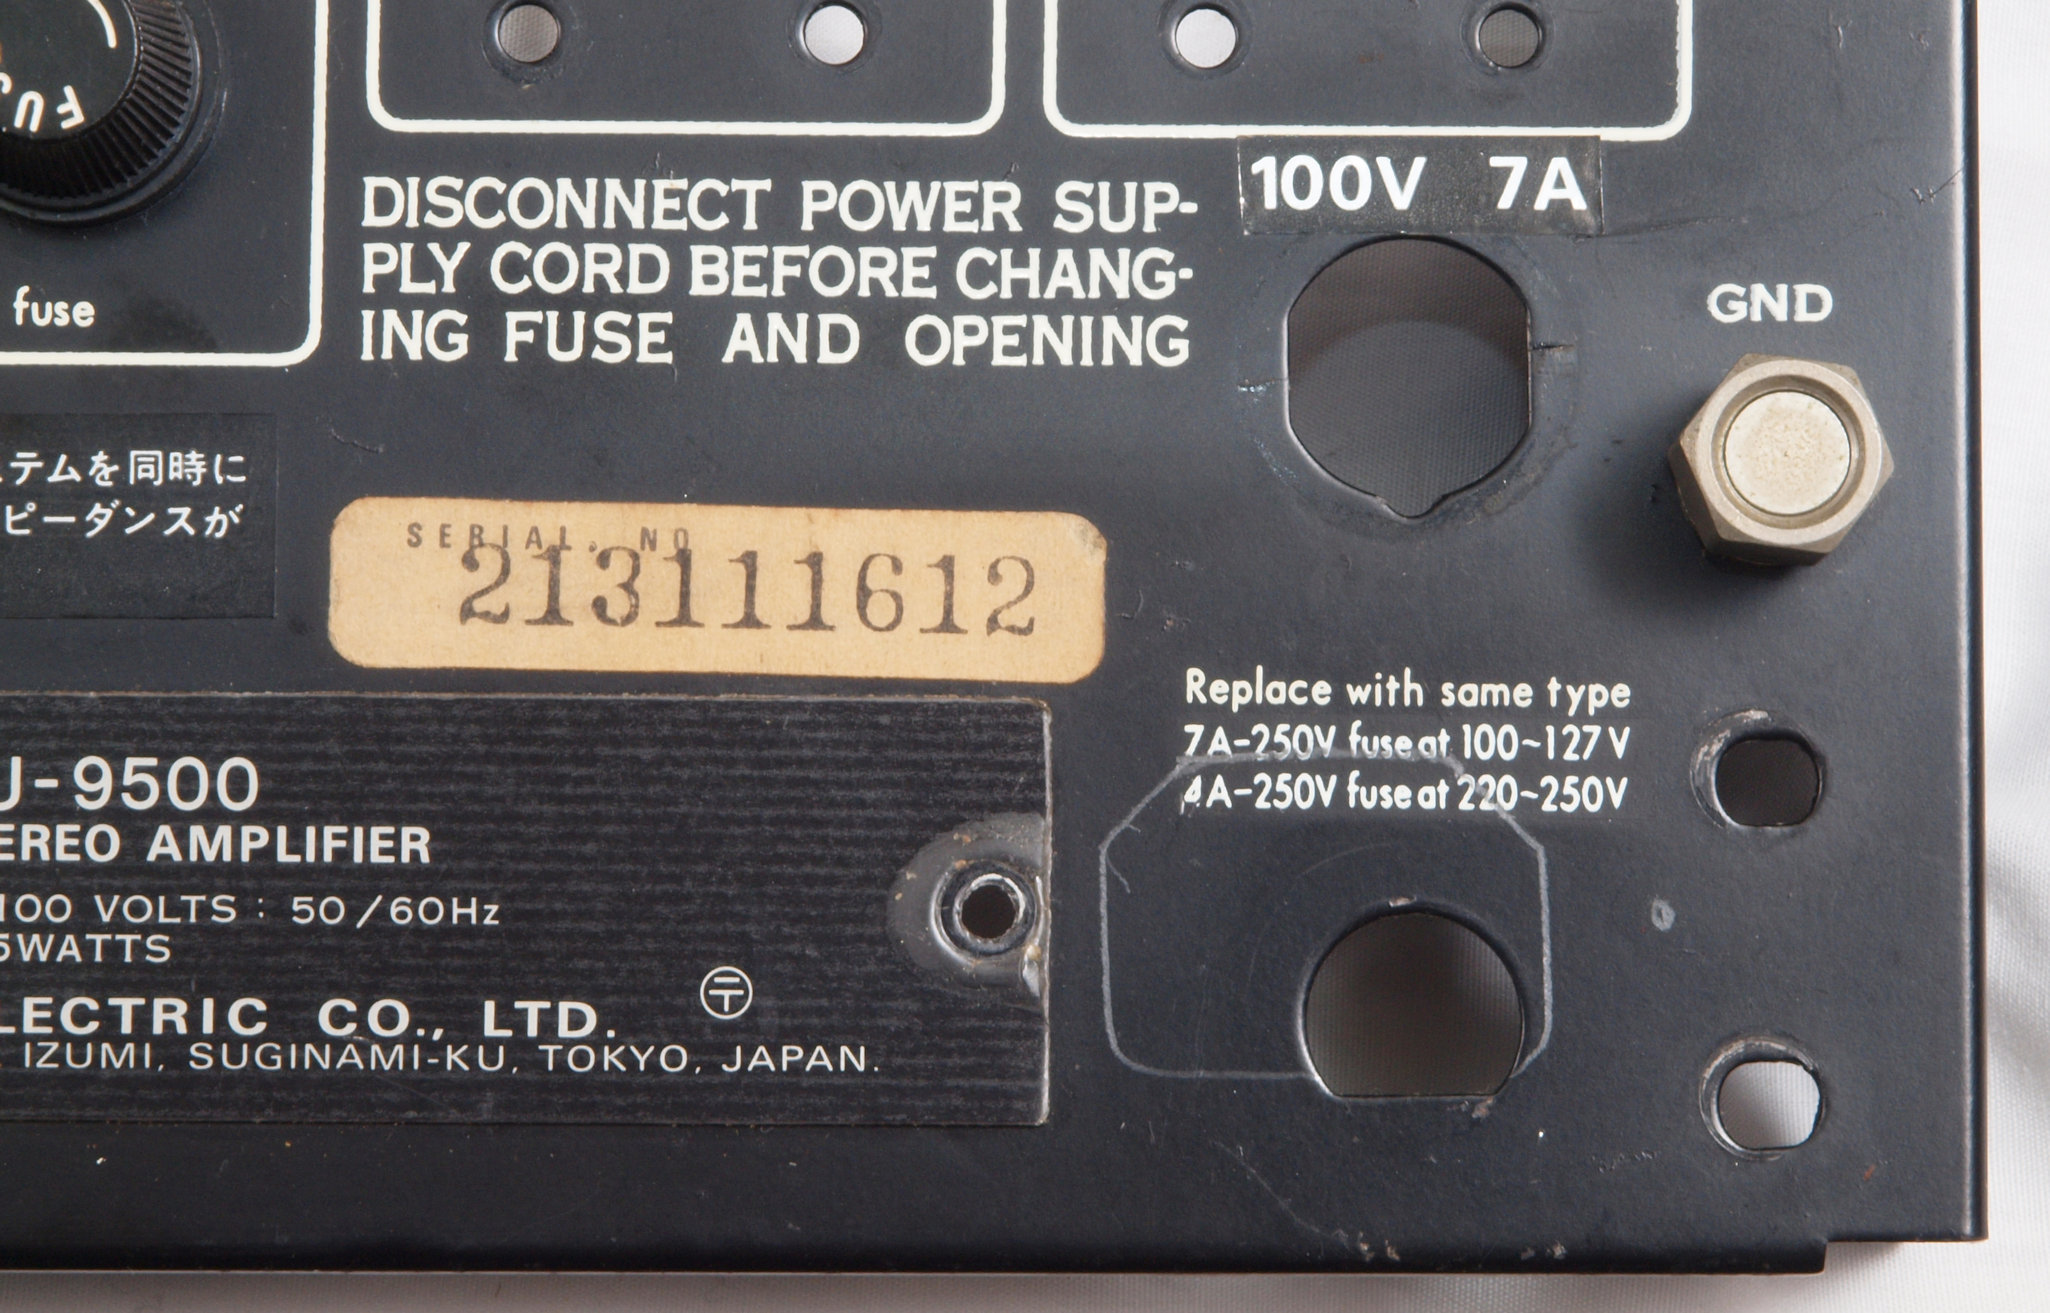 FUS
fuse
DISCONNECT POWER SUP-
PLY CORD BEFORE CHANG-
ING FUSE AND OPENING
100V 7A
GND
テムを同時に
ピーダンスが
SERIAL. NO
213111612
Replace with same type
7A-250V fuse at 100~127V
4A-250V fuse at 220~250V
U-9500
EREO AMPLIFIER
100 VOLTS : 50/60Hz
5WATTS
LECTRIC CO., LTD.
IZUMI, SUGINAMI-KU, TOKYO, JAPAN.